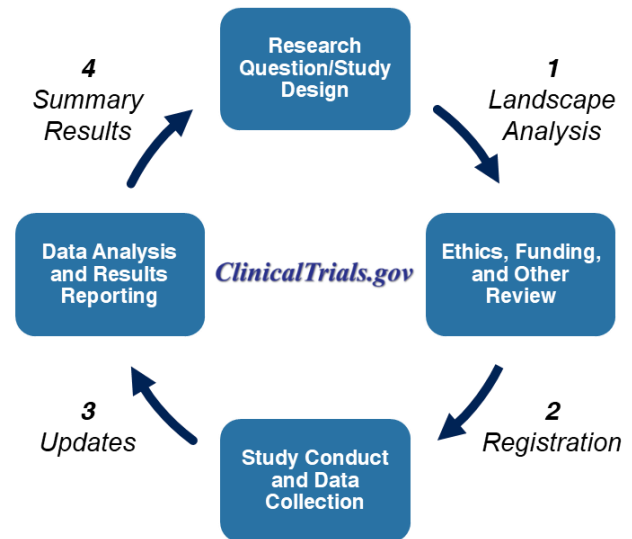 Research
Question/Study
Design
1
Landscape
Analysis
Ethics, Funding,
and Other
Review
2
Registration
Study Conduct
and Data
Collection
3
Updates
Data Analysis
and Results
Reporting
4
Summary
Results
ClinicalTrials.gov